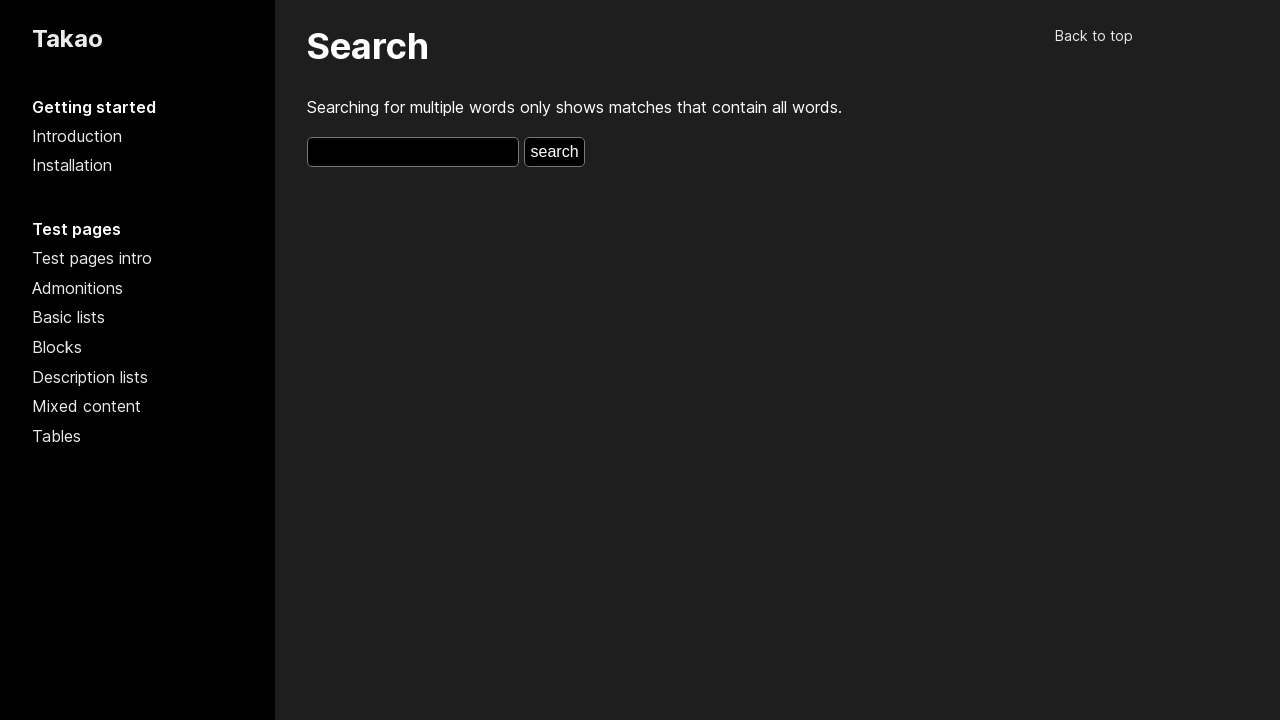 Takao
Getting started
Introduction
Installation
Test pages
Test pages intro
Admonitions
Basic lists
Blocks
Description lists
Mixed content
Tables
Search
Searching for multiple words only shows matches that contain all words.
search
Back to top